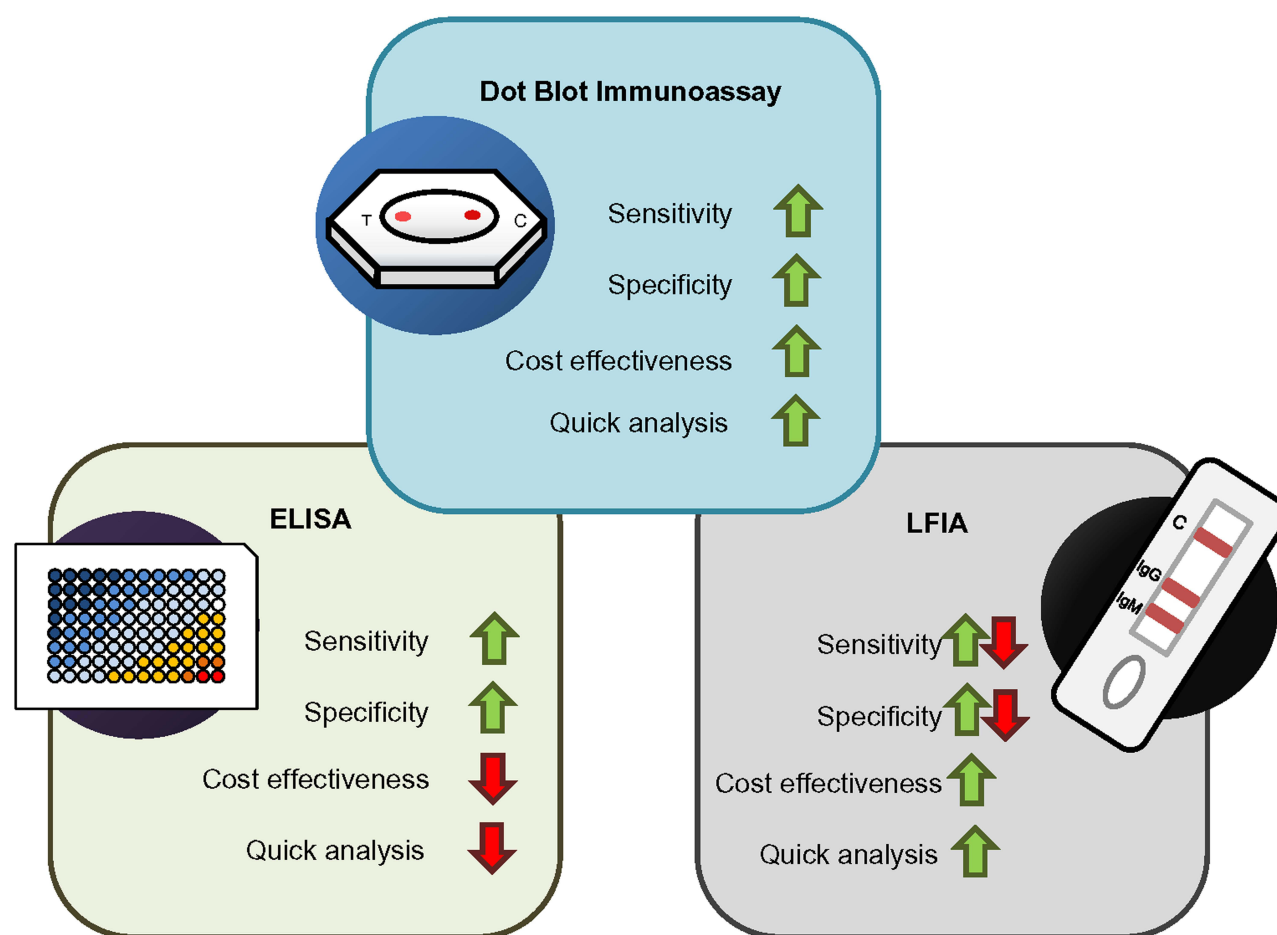 Dot Blot Immunoassay
T
C
Sensitivity
Specificity
Cost effectiveness
Quick analysis
ELISA
Sensitivity
Specificity
Cost effectiveness
Quick analysis
LFIA
C
IgG
IgM
Sensitivity
Specificity
Cost effectiveness
Quick analysis